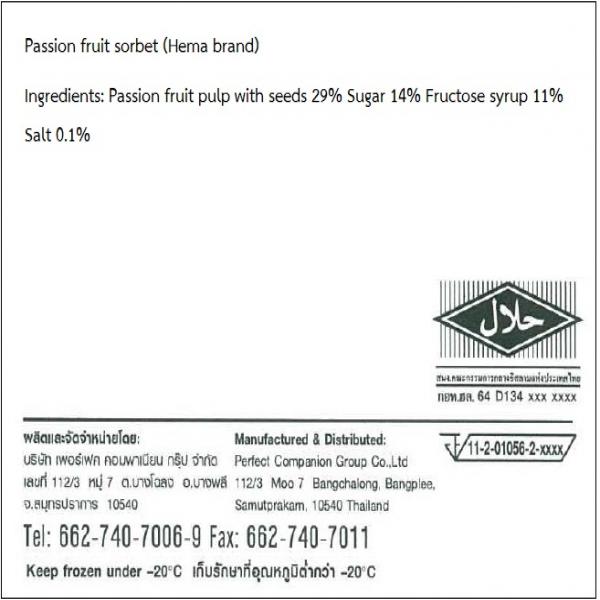 Passion fruit sorbet (Hema brand)
Ingredients: Passion fruit pulp with seeds 29% Sugar 14% Fructose syrup 11%
Salt 0.1%
حلال
สนง.คณะกรรมการกลางอิสลามแห่งประเทศไทย
กอท.ฮล. 64 D134 xxx xxxx
ผลิตและจัดจำหน่ายโดย:
บริษัท เพอร์เฟค คอมพาเนียน กรุ๊ป จำกัด
เลขที่ 112/3 หมู่ 7 ต.บางโฉลง อ.บางพลี
จ.สมุทรปราการ 10540
Manufactured & Distributed:
Perfect Companion Group Co.,Ltd
112/3 Moo 7 Bangchalong, Bangplee,
Samutprakam, 10540 Thailand
11-2-01056-2-xxxx
Tel: 662-740-7006-9 Fax: 662-740-7011
Keep frozen under -20°C เก็บรักษาที่อุณหภูมิต่ำกว่า -20°C